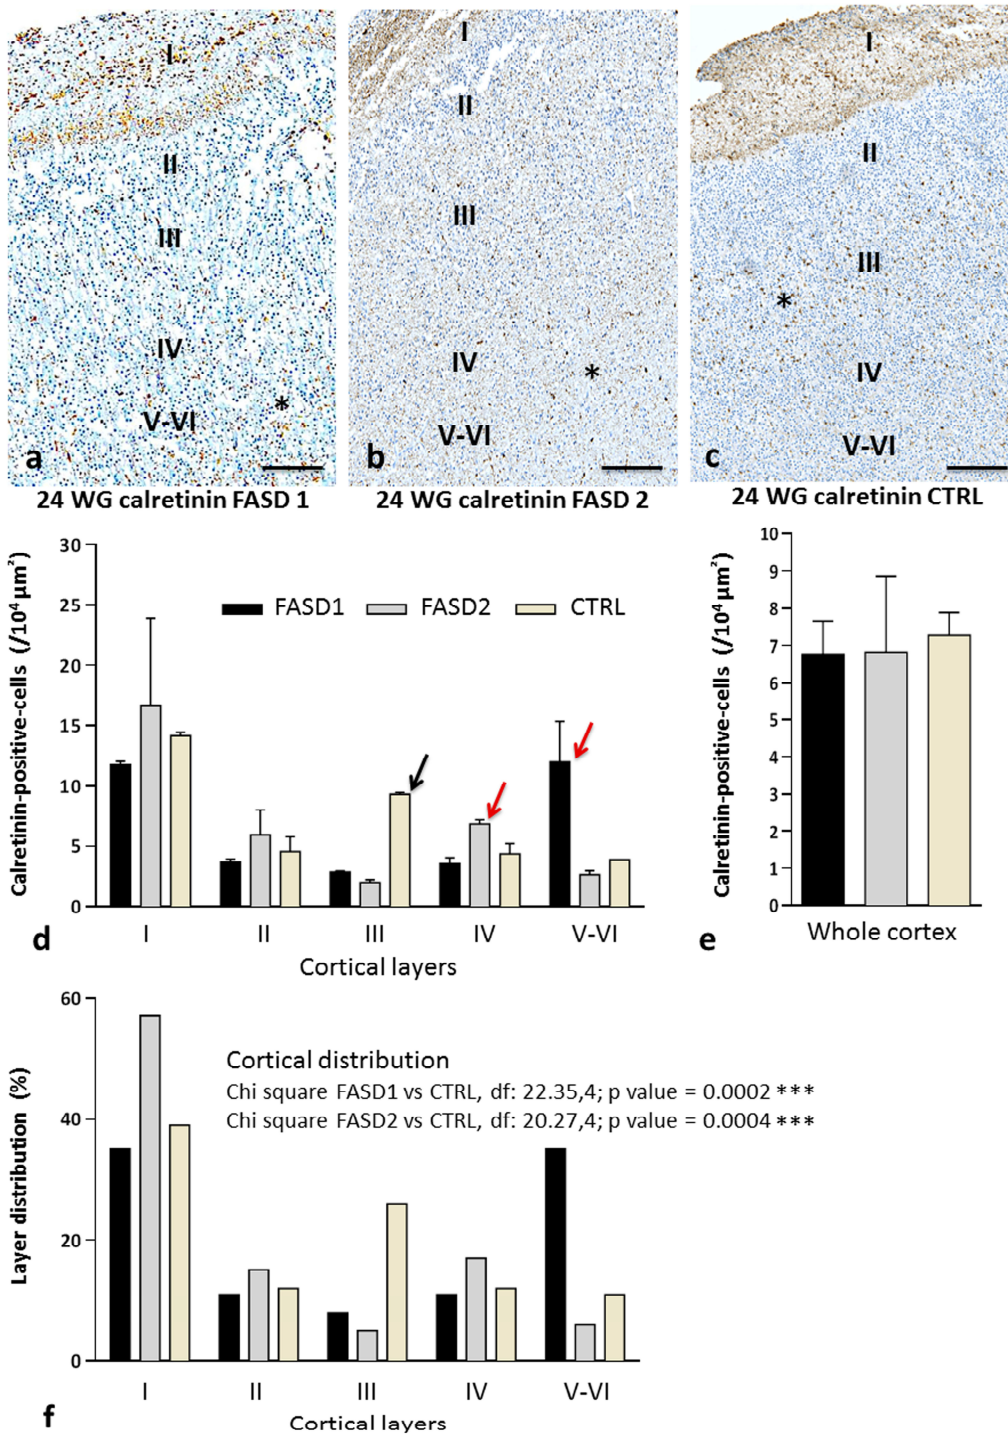 I
II
III
IV
*
V-VI
a
24 WG calretinin FASD 1
I
II
III
IV
*
V-VI
b
24 WG calretinin FASD 2
I
II
III
*
IV
V-VI
c
24 WG calretinin CTRL
Calretinin-positive-cells (/10⁴ µm²)
30
25
20
15
10
5
0
FASD1 FASD2 CTRL
I II III IV V-VI
Cortical layers
d
Calretinin-positive-cells (/10⁴ µm²)
10
9
8
7
6
5
4
3
2
1
0
Whole cortex
e
Layer distribution (%)
60
40
20
0
Cortical distribution
Chi square FASD1 vs CTRL, df: 22.35,4; p value = 0.0002 ***
Chi square FASD2 vs CTRL, df: 20.27,4; p value = 0.0004 ***
I II III IV V-VI
Cortical layers
f